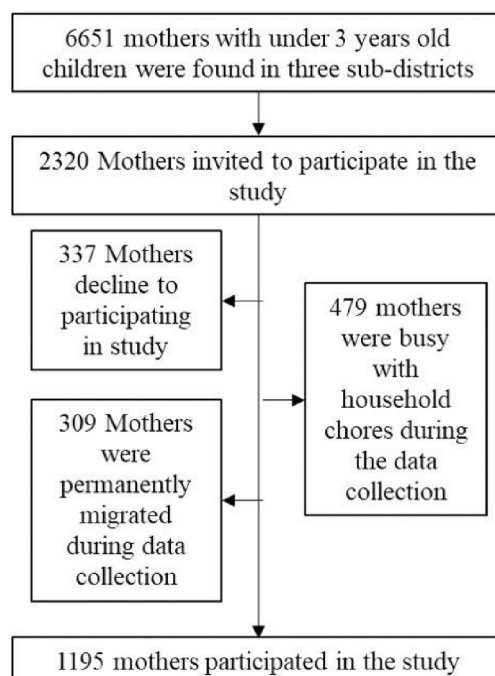 6651 mothers with under 3 years old
children were found in three sub-districts
2320 Mothers invited to participate in the
study
337 Mothers
decline to
participating
in study
479 mothers
were busy
with
household
chores during
the data
collection
309 Mothers
were
permanently
migrated
during data
collection
1195 mothers participated in the study